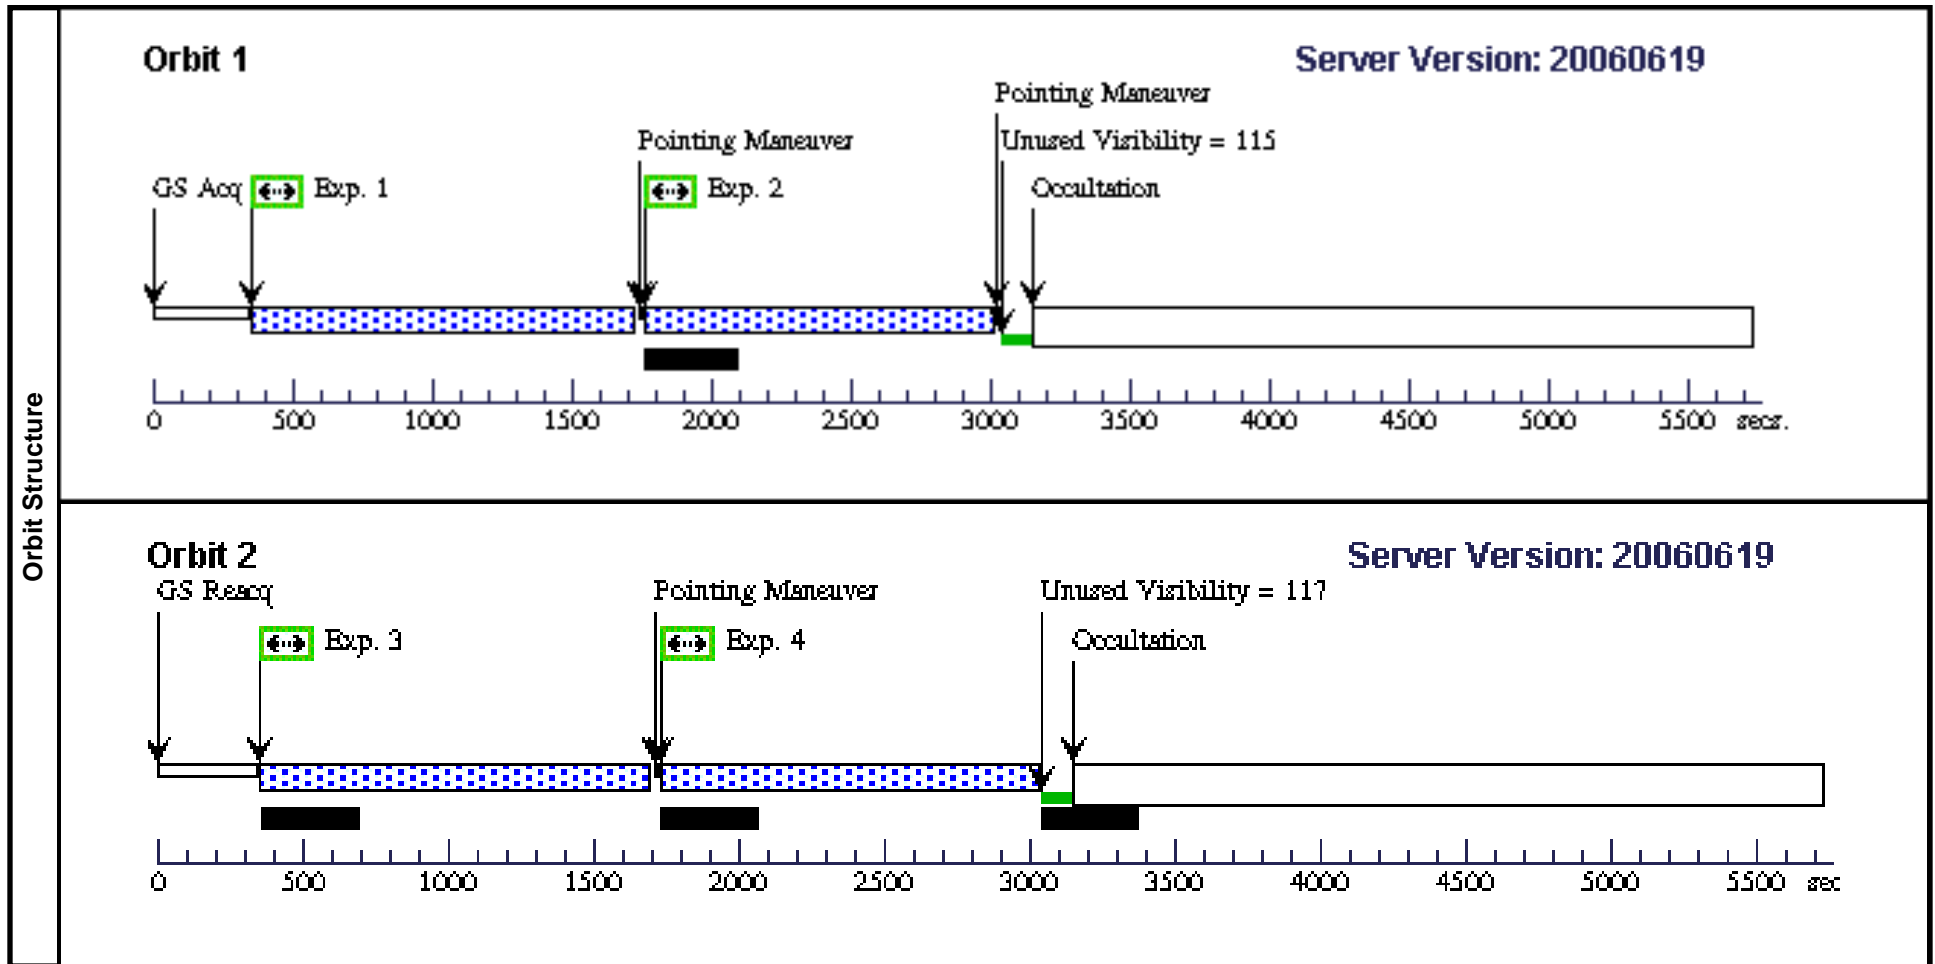 Orbit Structure
Orbit 1
Server Version: 20060619
Pointing Maneuver
Pointing Maneuver
Unused Visibility = 115
GS Acq
Exp. 1
Exp. 2
Occultation
0 500 1000 1500 2000 2500 3000 3500 4000 4500 5000 5500 secs.
Orbit 2
Server Version: 20060619
GS Reacq
Pointing Maneuver
Unused Visibility = 117
Exp. 3
Exp. 4
Occultation
0 500 1000 1500 2000 2500 3000 3500 4000 4500 5000 5500 sec